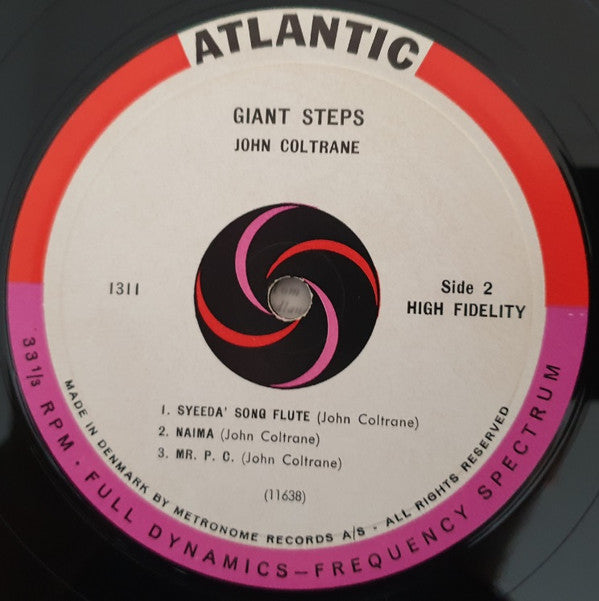 ATLANTIC
GIANT STEPS
JOHN COLTRANE
1311
Side 2
HIGH FIDELITY
1. SYEEDA' SONG FLUTE (John Coltrane)
2. NAIMA (John Coltrane)
3. MR. P. C. (John Coltrane)
(11638)
MADE IN DENMARK BY METRONOME RECORDS A/S - ALL RIGHTS RESERVED
33 1/3 RPM · FULL DYNAMICS—FREQUENCY SPECTRUM